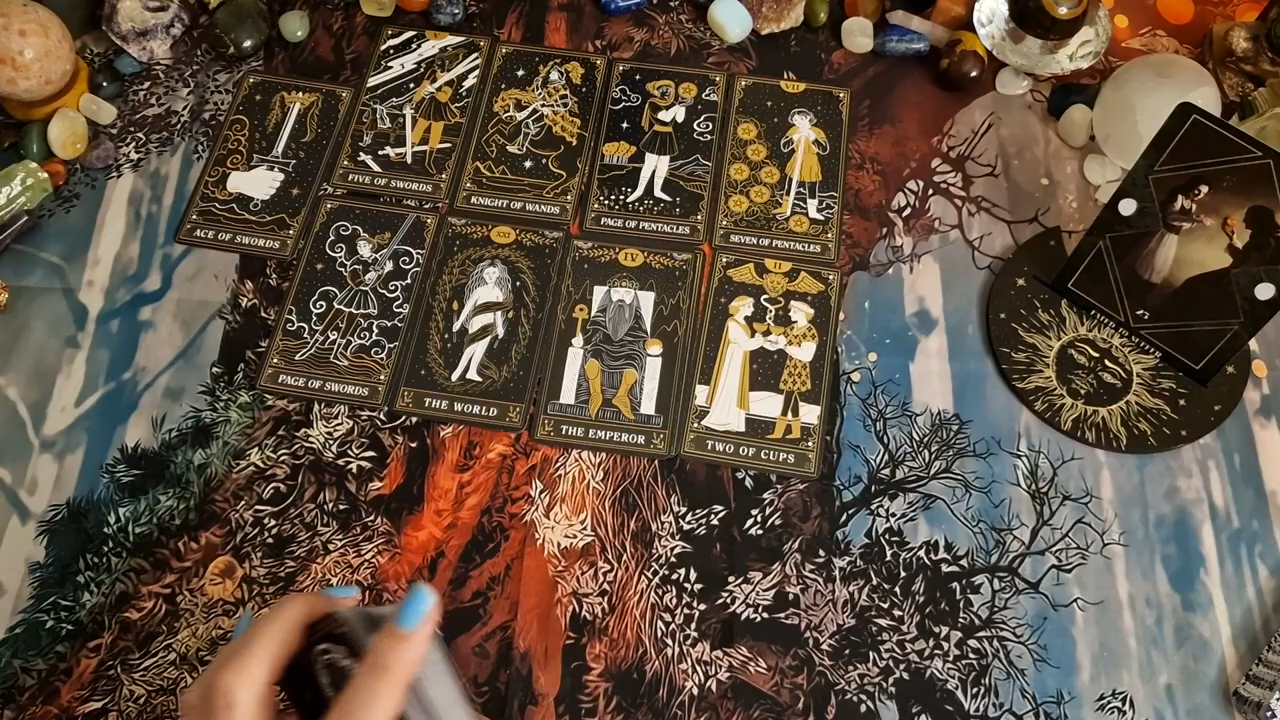 V
FIVE OF SWORDS
KNIGHT OF WANDS
PAGE OF PENTACLES
VII
SEVEN OF PENTACLES
ACE OF SWORDS
PAGE OF SWORDS
XXI
THE WORLD
IV
THE EMPEROR
II
TWO OF CUPS